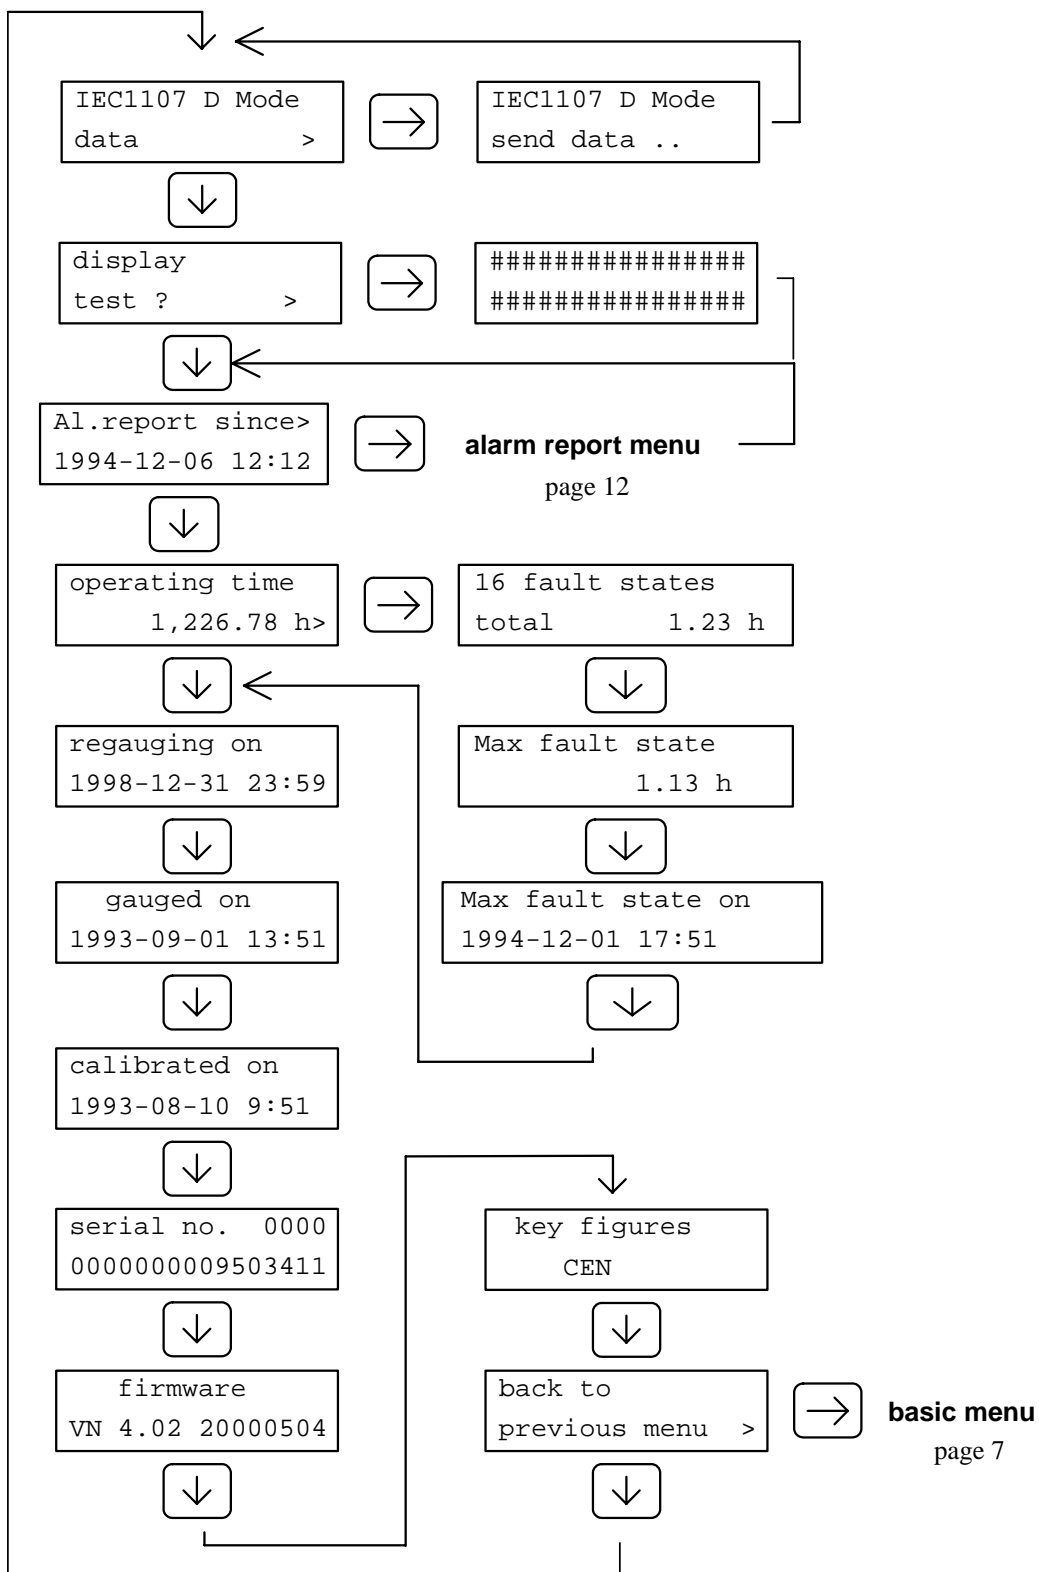 IEC1107 D Mode
data >
IEC1107 D Mode
send data ..
display
test ? >
################
################
Al.report since>
1994-12-06 12:12
alarm report menu
page 12
operating time
1,226.78 h>
16 fault states
total 1.23 h
regauging on
1998-12-31 23:59
Max fault state
1.13 h
gauged on
1993-09-01 13:51
Max fault state on
1994-12-01 17:51
calibrated on
1993-08-10 9:51
serial no. 0000
0000000009503411
key figures
CEN
firmware
VN 4.02 20000504
back to
previous menu >
basic menu
page 7